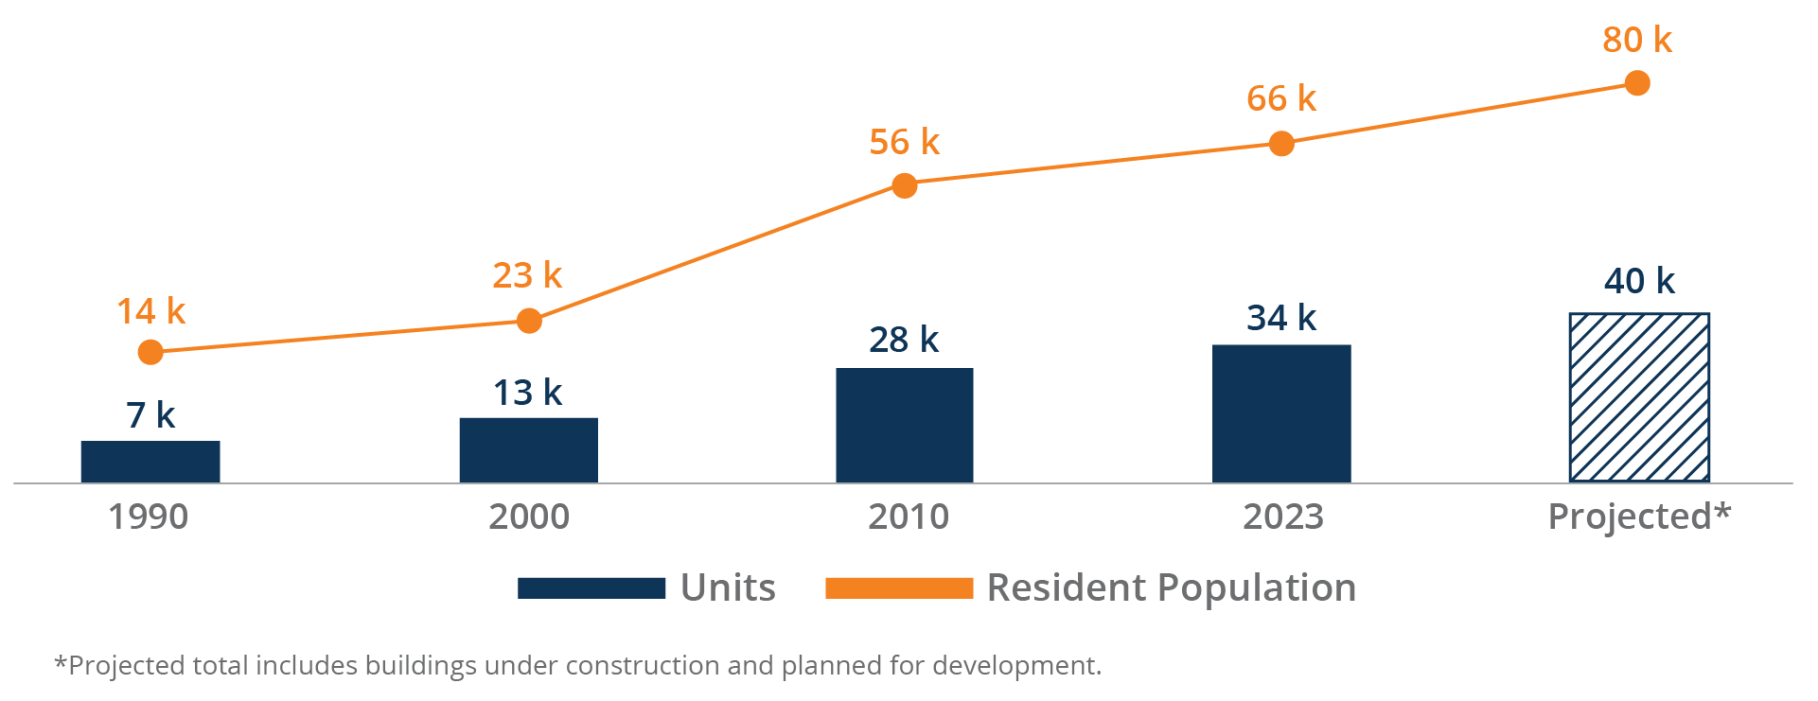 80 k
66 k
56 k
23 k
14 k
40 k
34 k
28 k
13 k
7 k
1990 2000 2010 2023 Projected*
Units Resident Population
*Projected total includes buildings under construction and planned for development.